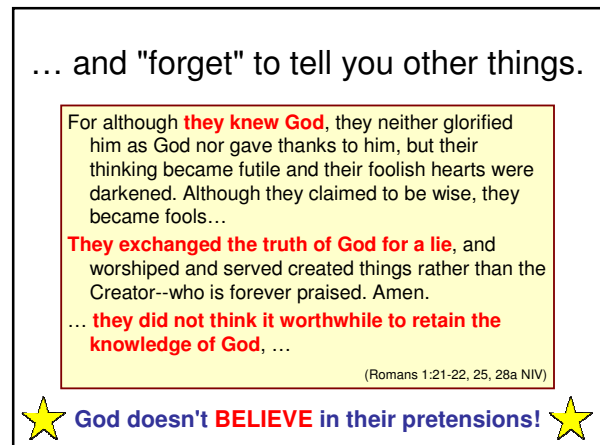 … and "forget" to tell you other things.
For although they knew God, they neither glorified
him as God nor gave thanks to him, but their
thinking became futile and their foolish hearts were
darkened. Although they claimed to be wise, they
became fools…
They exchanged the truth of God for a lie, and
worshiped and served created things rather than the
Creator--who is forever praised. Amen.
… they did not think it worthwhile to retain the
knowledge of God, …
(Romans 1:21-22, 25, 28a NIV)
God doesn't BELIEVE in their pretensions!